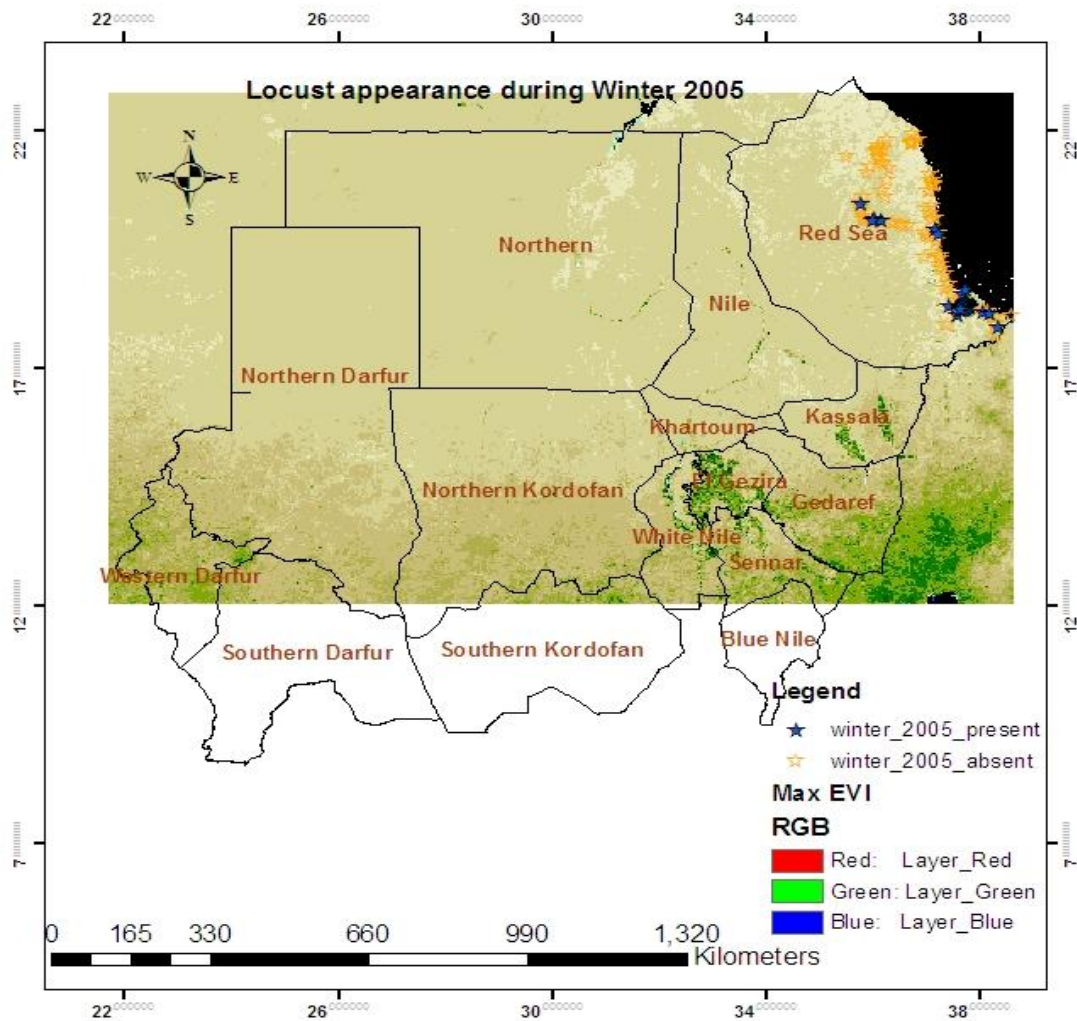 22 26 30 34 38
Locust appearance during Winter 2005
22 22
N
W E
S
Red Sea
Northern
Nile
17 17
Northern Darfur
Kassala
Khartoum
El Gezira
Northern Kordofan
Gedaref
White Nile
Sennar
Western Darfur
12 12
Blue Nile
Southern Darfur
Southern Kordofan
Legend
winter_2005_present
winter_2005_absent
Max EVI
RGB
7 7
Red: Layer_Red
Green: Layer_Green
Blue: Layer_Blue
0 165 330 660 990 1,320
Kilometers
22 26 30 34 38